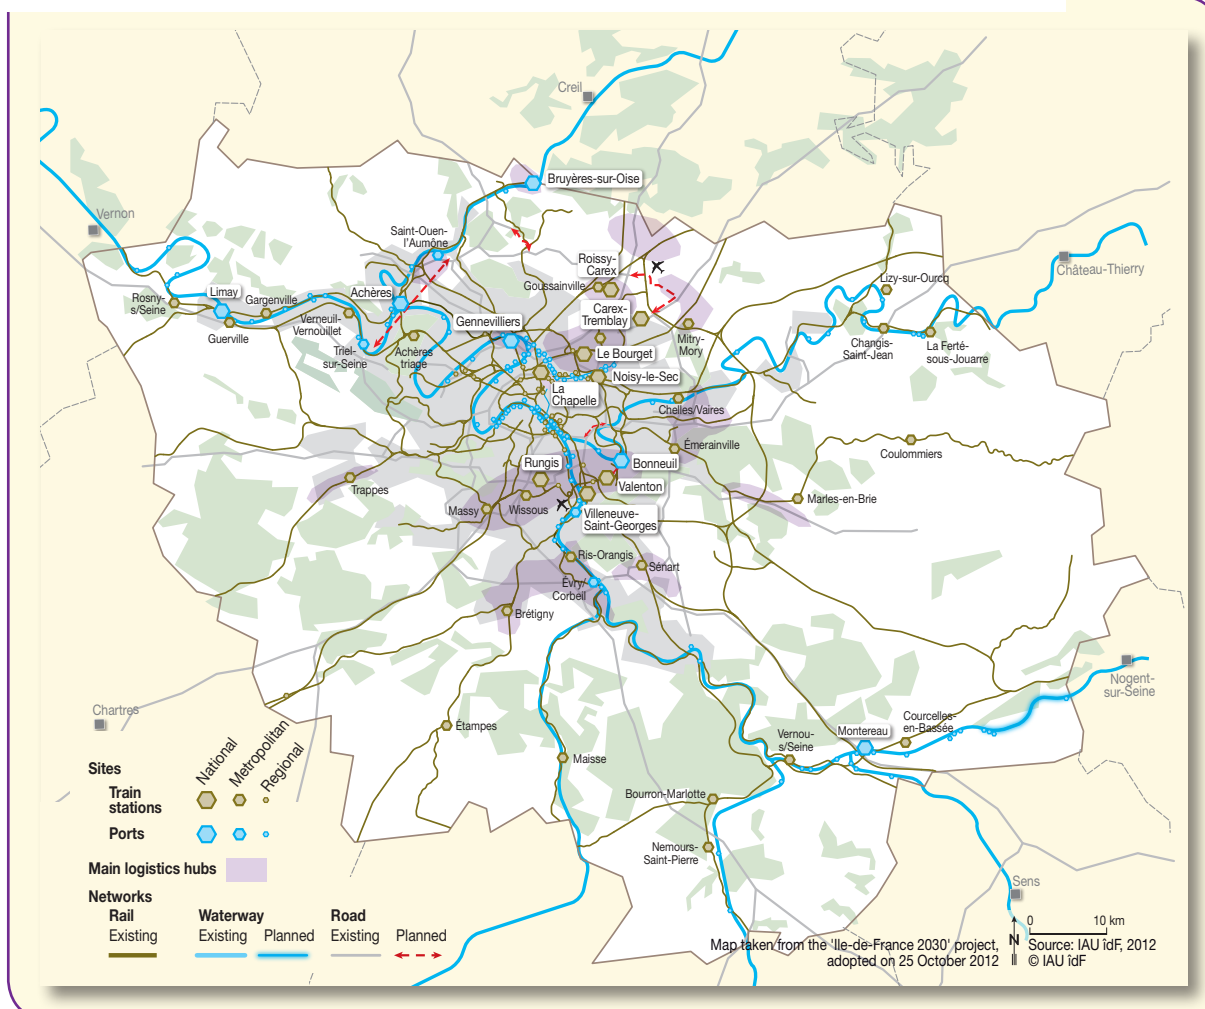 Creil
Bruyères-sur-Oise
Vernon
Saint-Ouen-
l'Aumône
Roissy-
Carex
Goussainville
Château-Thierry
Lizy-sur-Ourcq
Rosny-
s/Seine
Limay
Gargenville
Achères
Verneuil-
Vernouillet
Guerville
Triel-
sur-Seine
Achères
triage
Gennevilliers
Carex-
Tremblay
Mitry-
Mory
Le Bourget
Noisy-le-Sec
La
Chapelle
Changis-
Saint-Jean
La Ferté-
sous-Jouarre
Chelles/Vaires
Émerainville
Coulommiers
Rungis
Bonneuil
Valenton
Trappes
Massy
Wissous
Villeneuve-
Saint-Georges
Marles-en-Brie
Ris-Orangis
Sénart
Évry/
Corbeil
Brétigny
Nogent-
sur-Seine
Chartres
Étampes
Maisse
Vernou-
s/Seine
Montereau
Courcelles-
en-Bassée
Bourron-Marlotte
Nemours-
Saint-Pierre
Sens
National
Metropolitan
Regional
Sites
Train
stations
Ports
Main logistics hubs
Networks
Rail
Waterway
Road
Existing
Existing
Planned
Existing
Planned
0
10 km
N
Map taken from the 'Ile-de-France 2030' project,
adopted on 25 October 2012
Source: IAU îdF, 2012
© IAU îdF